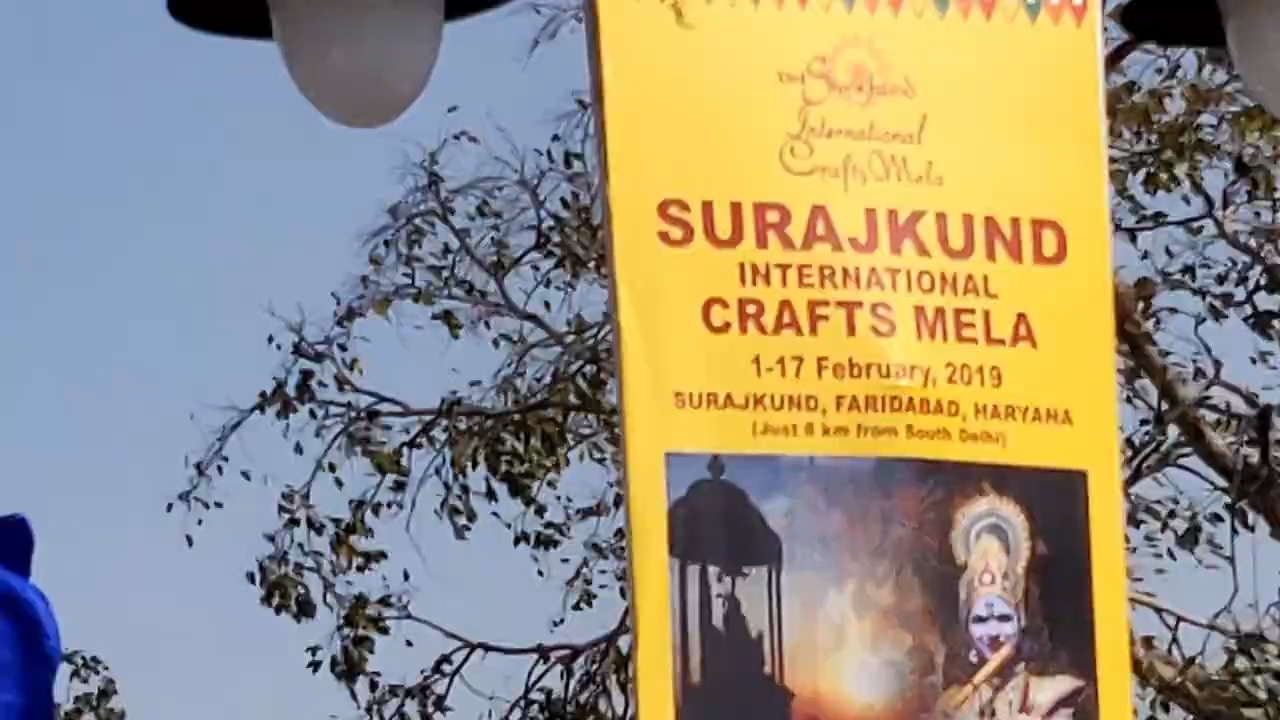 Surajkund
International
Crafts Mela
SURAJKUND
INTERNATIONAL
CRAFTS MELA
1-17 February, 2019
SURAJKUND, FARIDABAD, HARYANA
(Just 8 km from South Delhi)